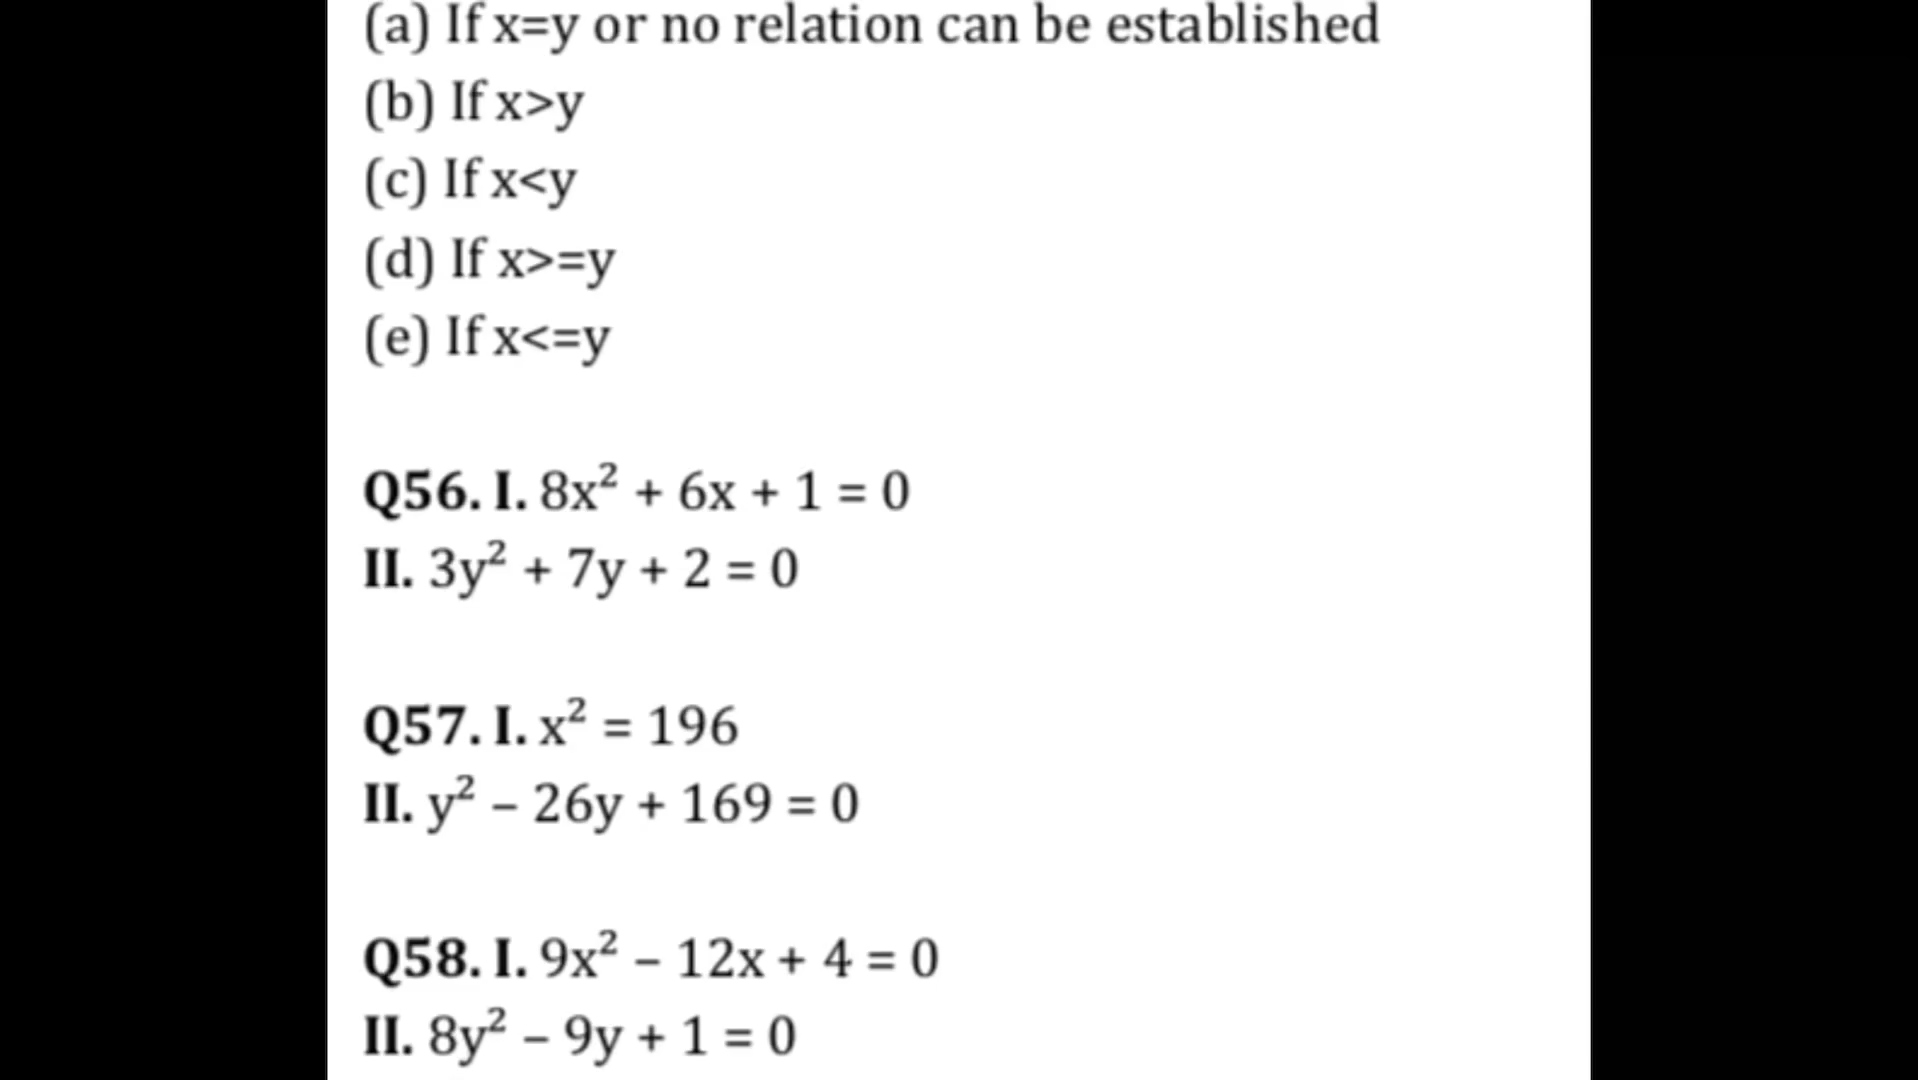 (a) If x=y or no relation can be established
(b) If x>y
(c) If x<y
(d) If x>=y
(e) If x<=y
Q56. I. 8x² + 6x + 1 = 0
II. 3y² + 7y + 2 = 0
Q57. I. x² = 196
II. y² – 26y + 169 = 0
Q58. I. 9x² – 12x + 4 = 0
II. 8y² – 9y + 1 = 0